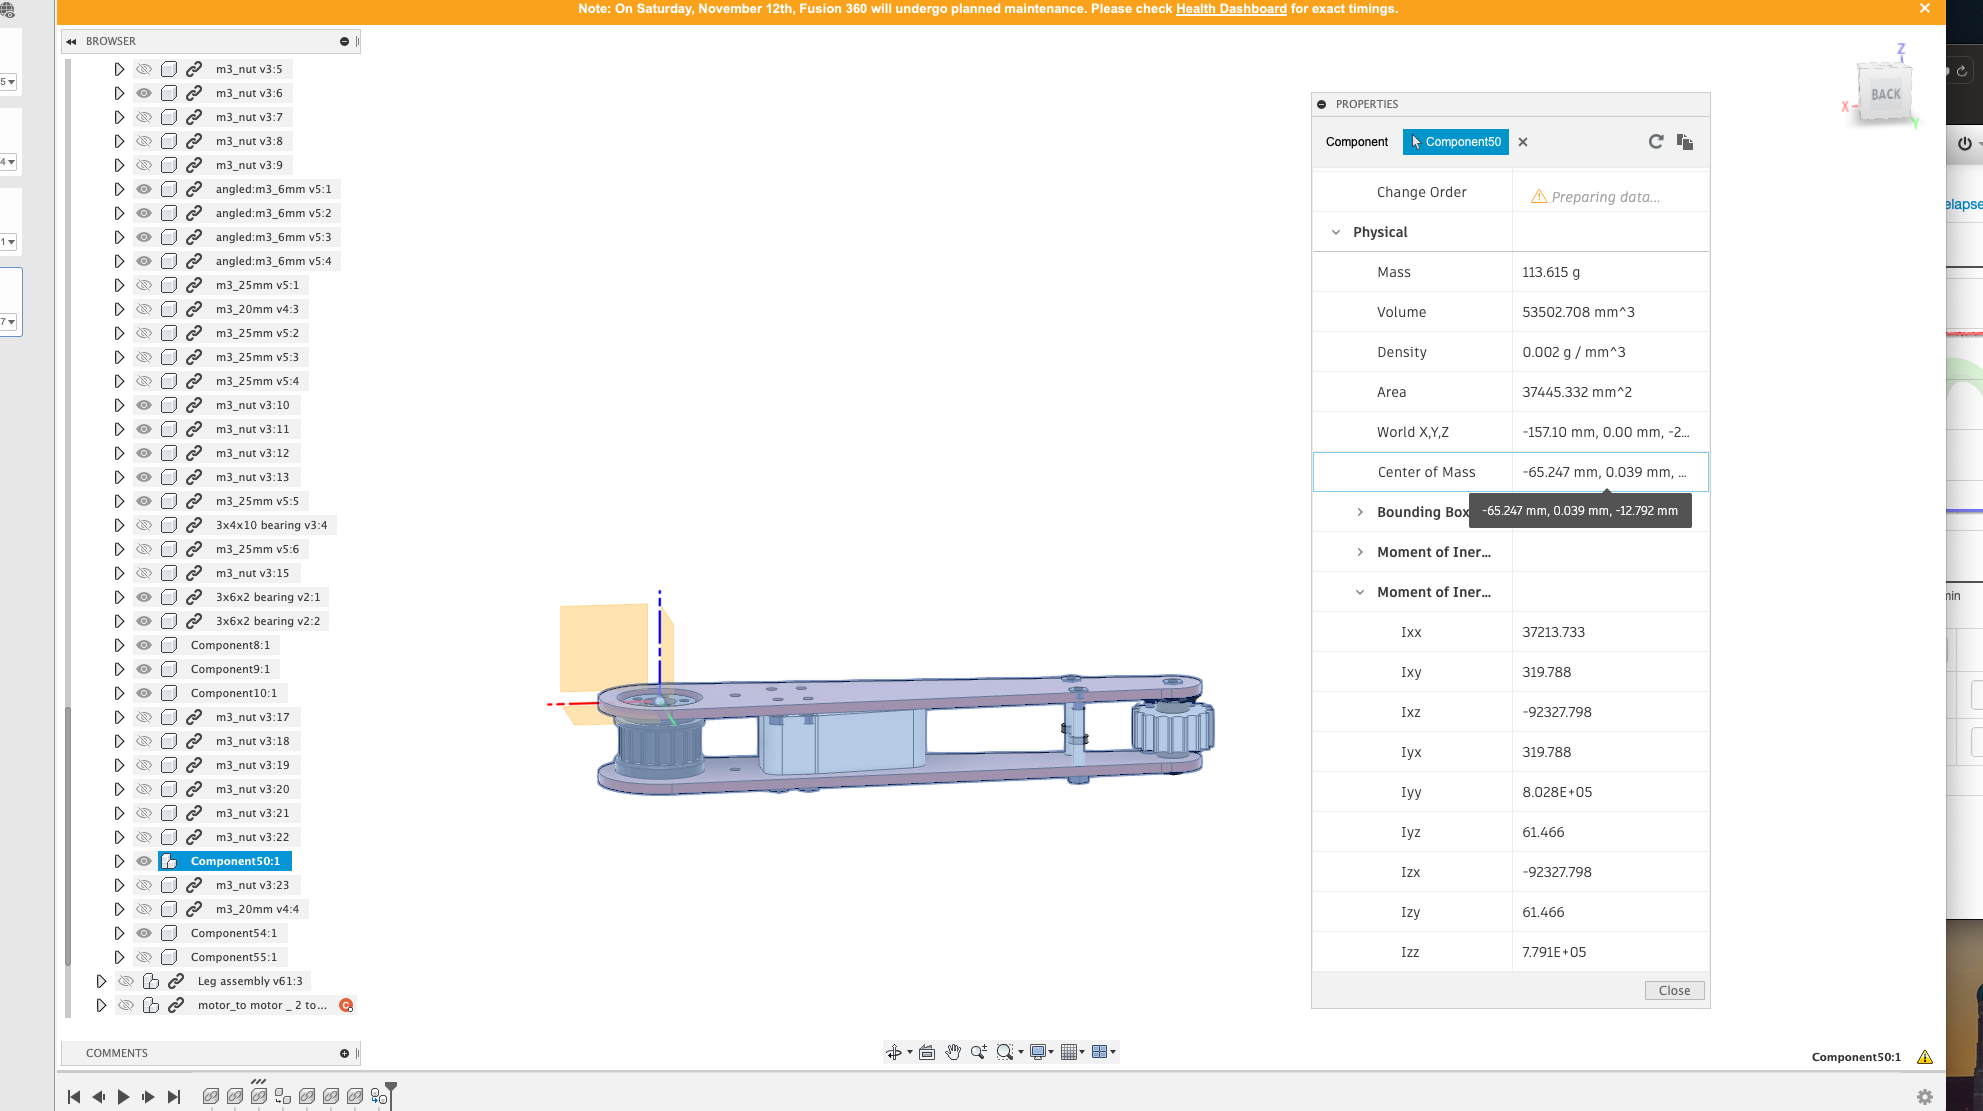 Note: On Saturday, November 12th, Fusion 360 will undergo planned maintenance. Please check Health Dashboard for exact timings.
BROWSER
m3_nut v3:5
m3_nut v3:6
m3_nut v3:7
m3_nut v3:8
m3_nut v3:9
angled:m3_6mm v5:1
angled:m3_6mm v5:2
angled:m3_6mm v5:3
angled:m3_6mm v5:4
m3_25mm v5:1
m3_20mm v4:3
m3_25mm v5:2
m3_25mm v5:3
m3_25mm v5:4
m3_nut v3:10
m3_nut v3:11
m3_nut v3:12
m3_nut v3:13
m3_25mm v5:5
3x4x10 bearing v3:4
m3_25mm v5:6
m3_nut v3:15
3x6x2 bearing v2:1
3x6x2 bearing v2:2
Component8:1
Component9:1
Component10:1
m3_nut v3:17
m3_nut v3:18
m3_nut v3:19
m3_nut v3:20
m3_nut v3:21
m3_nut v3:22
Component50:1
m3_nut v3:23
m3_20mm v4:4
Component54:1
Component55:1
Leg assembly v61:3
motor_to motor _ 2 to...
COMMENTS
5
4
1
7
Z
BACK
X
Y
PROPERTIES
Component Component50
Change Order Preparing data...
Physical
Mass 113.615 g
Volume 53502.708 mm^3
Density 0.002 g / mm^3
Area 37445.332 mm^2
World X,Y,Z -157.10 mm, 0.00 mm, -2...
Center of Mass -65.247 mm, 0.039 mm, ...
Bounding Box -65.247 mm, 0.039 mm, -12.792 mm
Moment of Iner...
Moment of Iner...
Ixx 37213.733
Ixy 319.788
Ixz -92327.798
Iyx 319.788
Iyy 8.028E+05
Iyz 61.466
Izx -92327.798
Izy 61.466
Izz 7.791E+05
Close
Component50:1
elapse
min